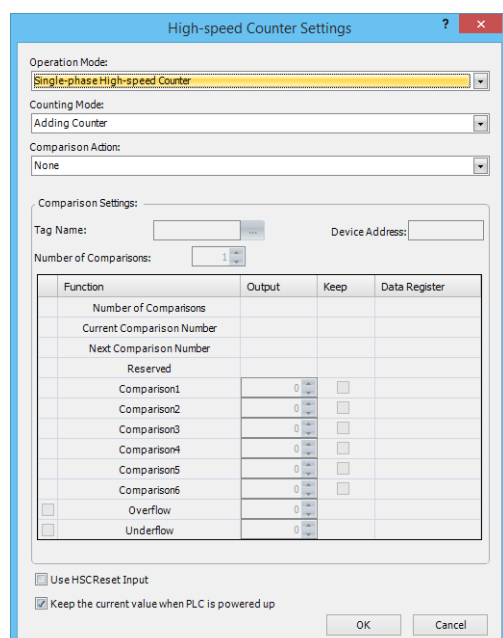 High-speed Counter Settings ? ×
Operation Mode:
Single-phase High-speed Counter
Counting Mode:
Adding Counter
Comparison Action:
None
Comparison Settings:
Tag Name: ... Device Address:
Number of Comparisons: 1
Function Output Keep Data Register
Number of Comparisons
Current Comparison Number
Next Comparison Number
Reserved
Comparison1 0
Comparison2 0
Comparison3 0
Comparison4 0
Comparison5 0
Comparison6 0
Overflow 0
Underflow 0
Use HSCReset Input
Keep the current value when PLC is powered up
OK Cancel